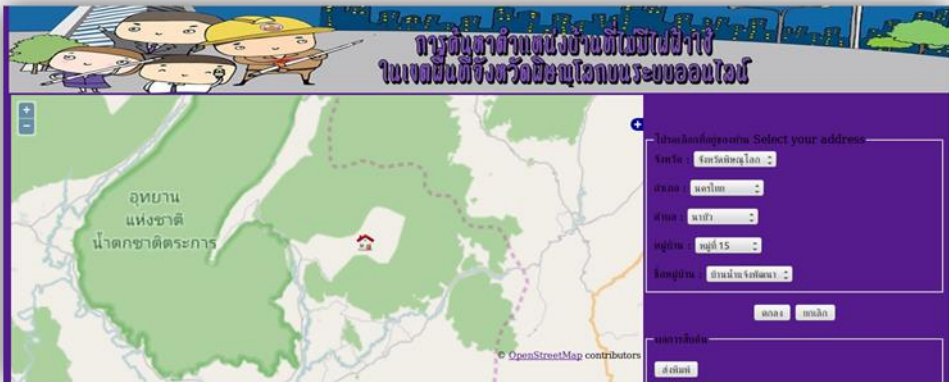 การค้นหาตำแหน่งบ้านที่ไม่มีไฟฟ้าใช้
ในเขตพื้นที่จังหวัดพิษณุโลกบนระบบออนไลน์
+
−
อุทยาน
แห่งชาติ
น้ำตกชาติตระการ
© OpenStreetMap contributors
+
โปรดเลือกที่อยู่ของท่าน Select your address
จังหวัด : จังหวัดพิษณุโลก
อำเภอ : นครไทย
ตำบล : นาบัว
หมู่บ้าน : หมู่ที่ 15
ชื่อหมู่บ้าน : บ้านน้ำแจ้งพัฒนา
ตกลง ยกเลิก
ผลการสืบค้น
สั่งพิมพ์